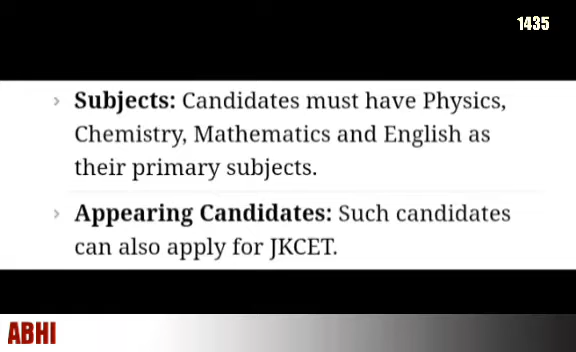 1435
› Subjects: Candidates must have Physics,
Chemistry, Mathematics and English as
their primary subjects.
› Appearing Candidates: Such candidates
can also apply for JKCET.
ABHI